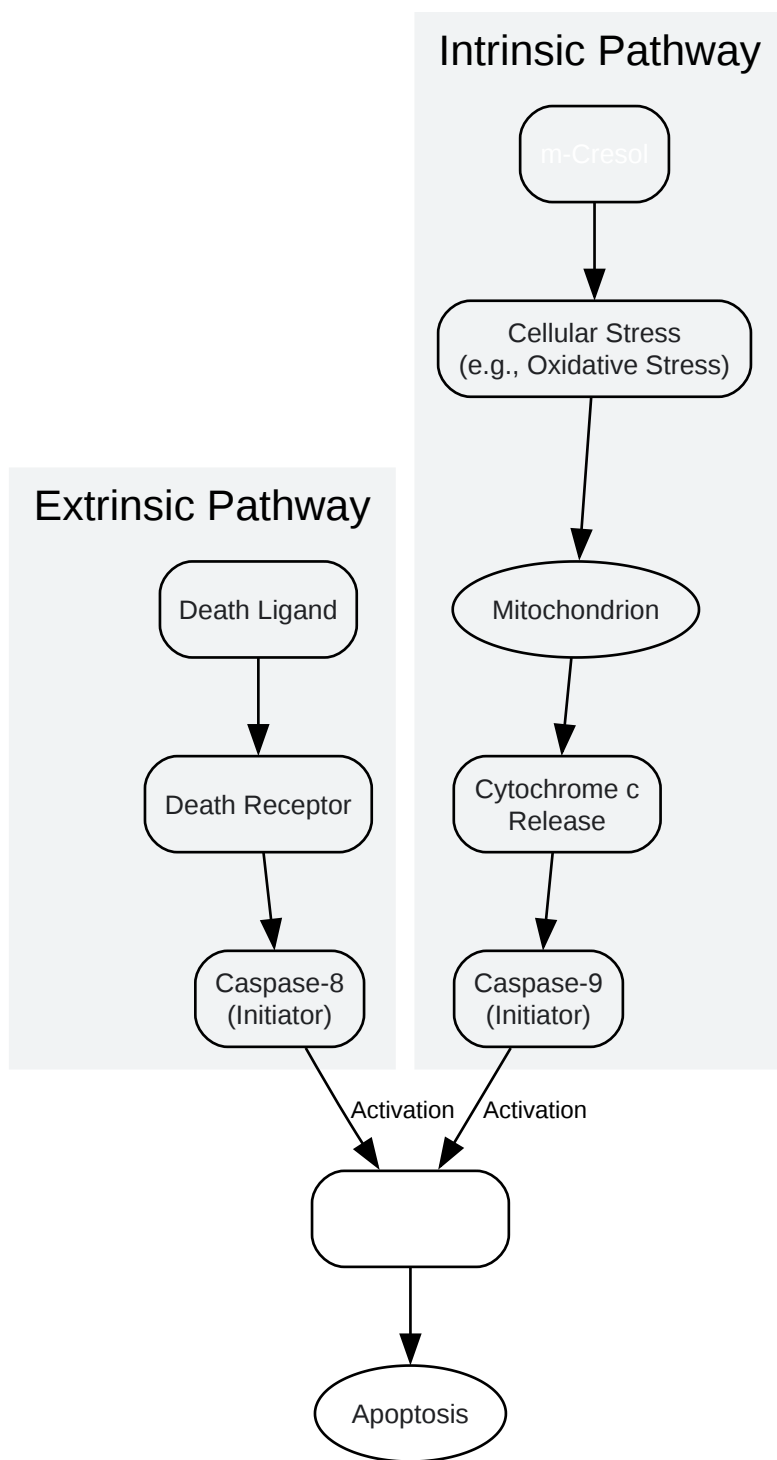 Intrinsic Pathway
m-Cresol
Cellular Stress
(e.g., Oxidative Stress)
Extrinsic Pathway
Death Ligand
Mitochondrion
Death Receptor
Cytochrome c
Release
Caspase-8
(Initiator)
Caspase-9
(Initiator)
Activation
Activation
Apoptosis